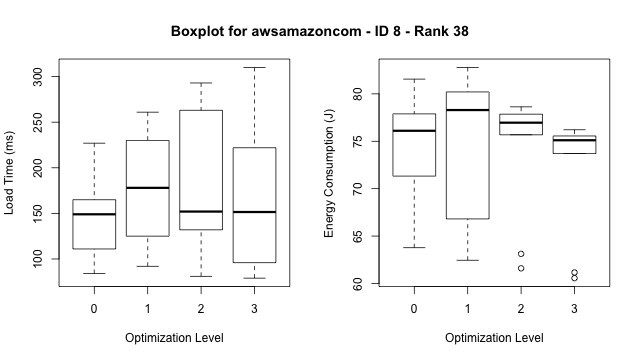 Boxplot for awsamazoncom - ID 8 - Rank 38
Load Time (ms)
300
250
200
150
100
0 1 2 3
Optimization Level
Energy Consumption (J)
80
75
70
65
60
0 1 2 3
Optimization Level